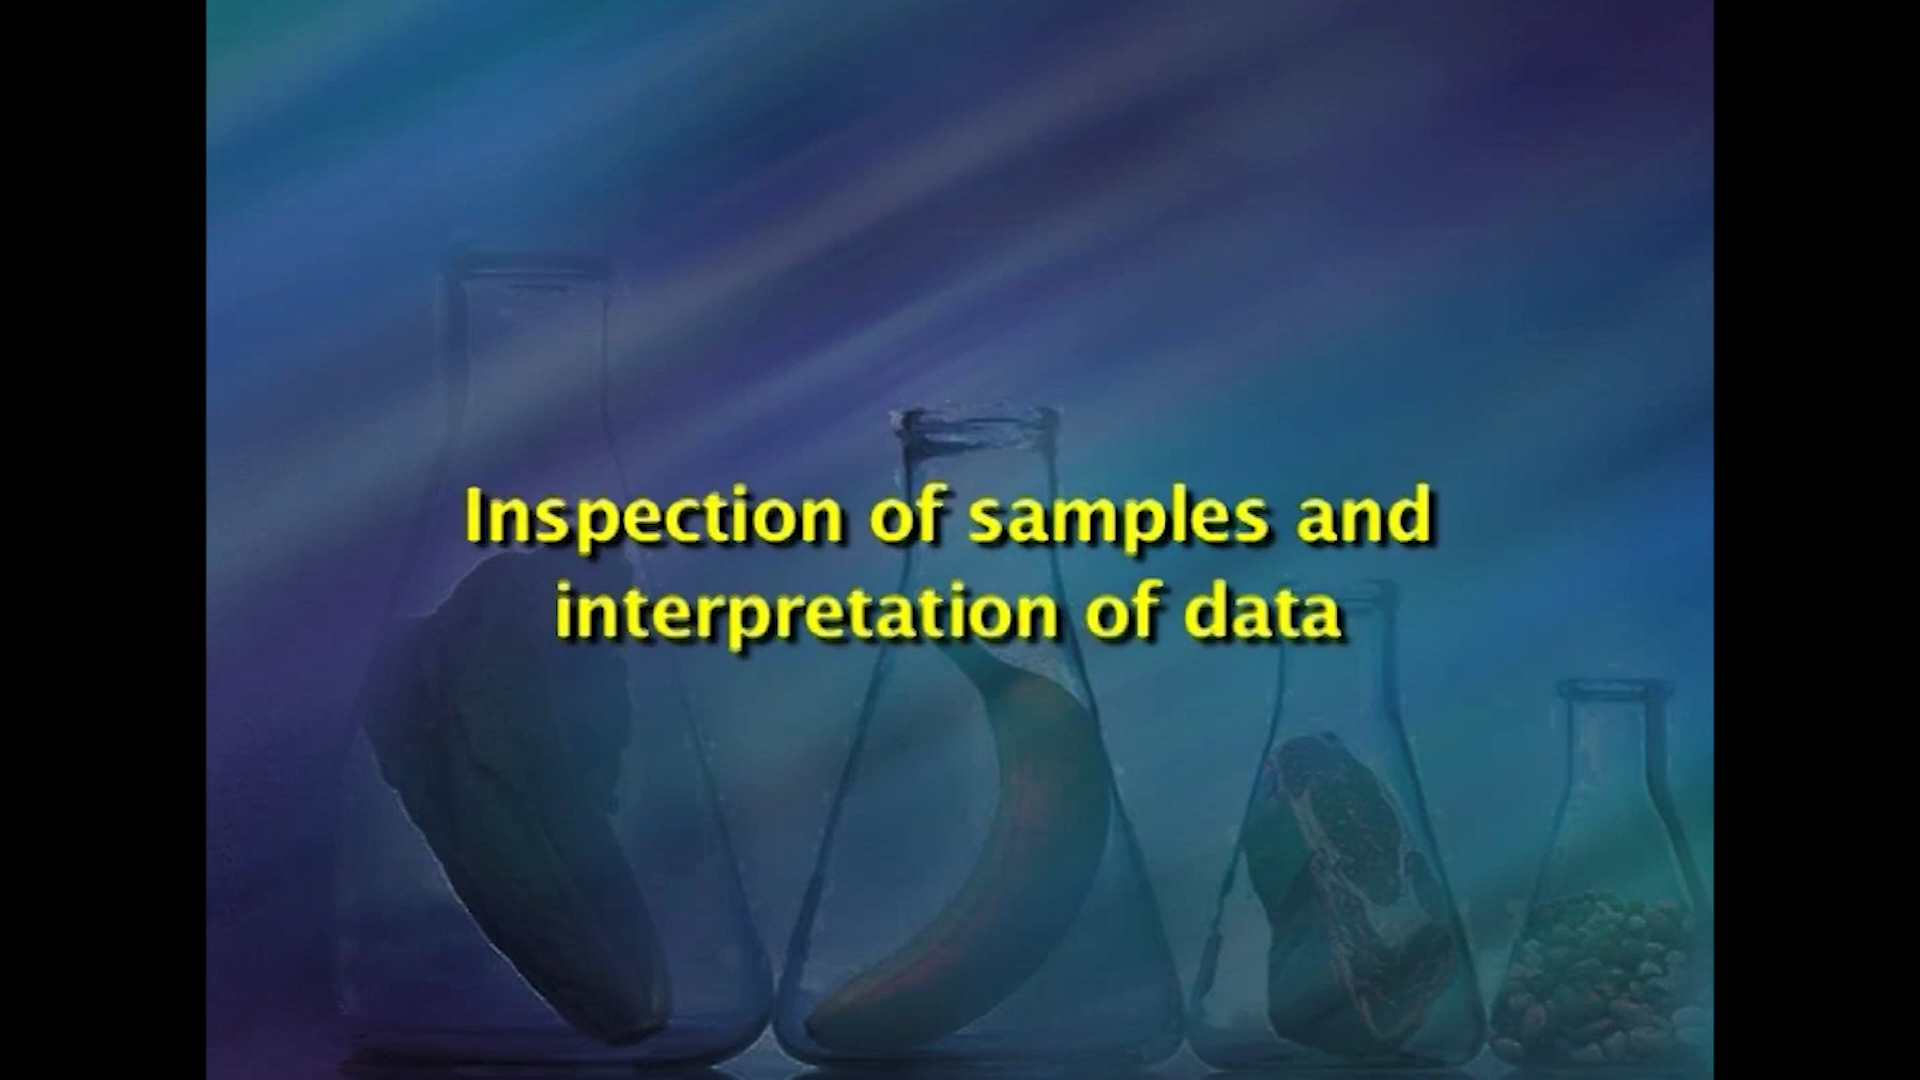 Inspection of samples and
interpretation of data